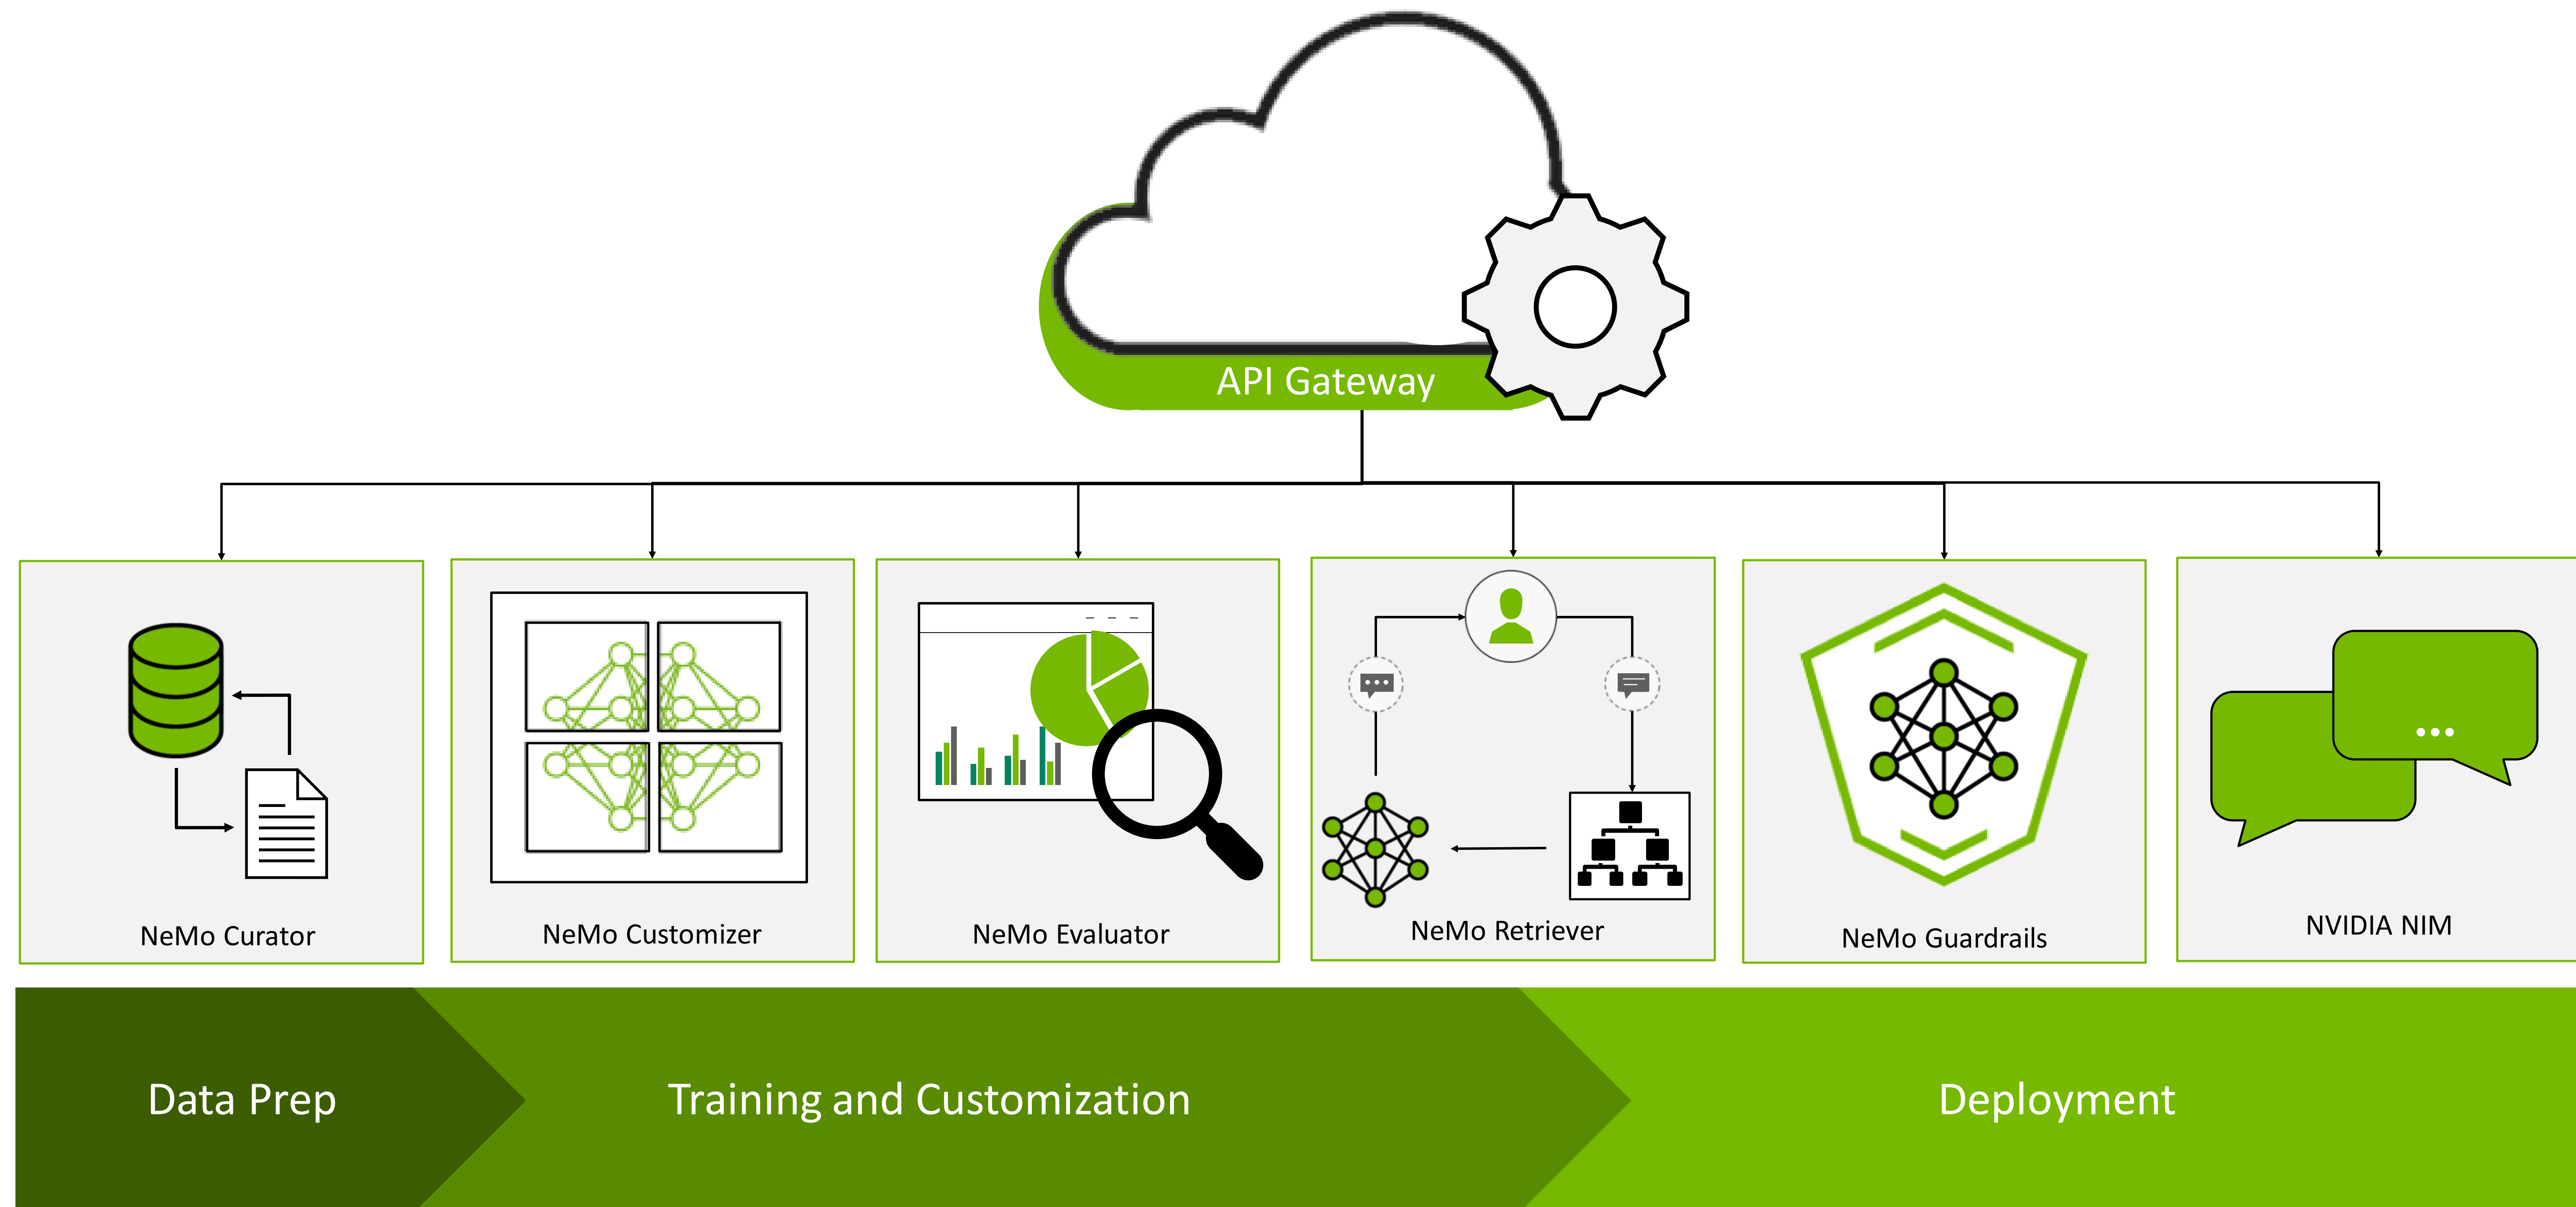 API Gateway
NeMo Curator
NeMo Customizer
NeMo Evaluator
NeMo Retriever
NeMo Guardrails
NVIDIA NIM
Data Prep
Training and Customization
Deployment